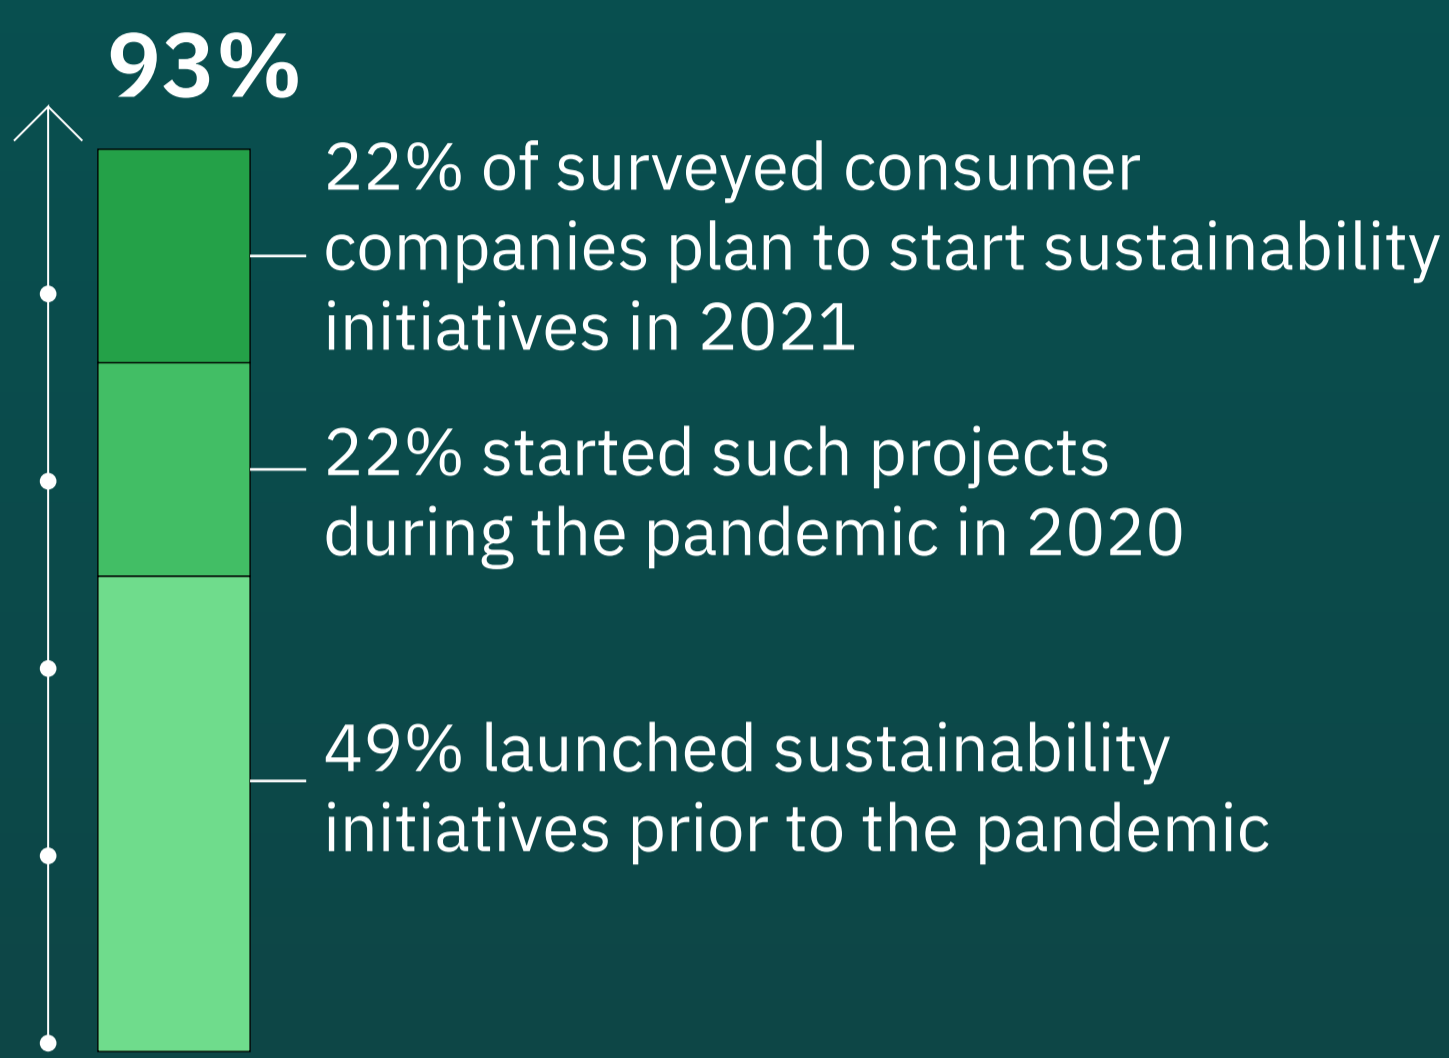 93%
22% of surveyed consumer
companies plan to start sustainability
initiatives in 2021
22% started such projects
during the pandemic in 2020
49% launched sustainability
initiatives prior to the pandemic